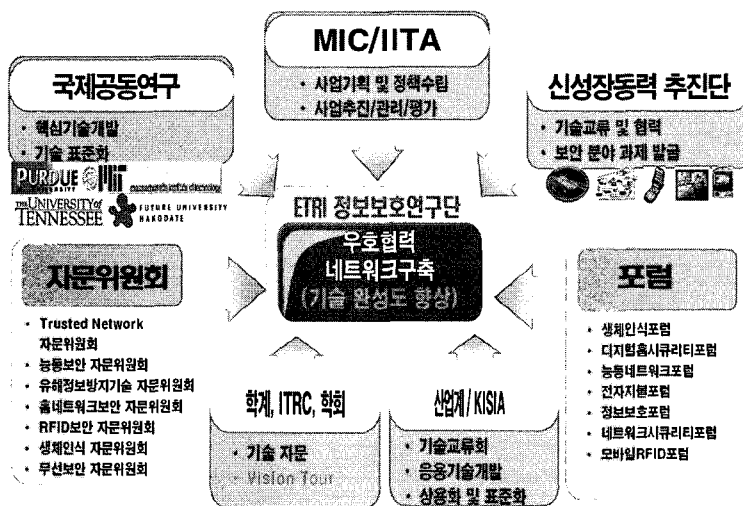 MIC/IITA
· 사업기획 및 정책수립
· 사업추진/관리/평가
국제공동연구
· 핵심기술개발
· 기술 표준화
PURDUE
UNIVERSITY
MIT
THE UNIVERSITY of
TENNESSEE
FUTURE UNIVERSITY
HAKODATE
신성장동력 추진단
· 기술교류 및 협력
· 보안 분야 과제 발굴
ETRI 정보보호연구단
우호협력
네트워크구축
(기술 완성도 향상)
자문위원회
· Trusted Network
자문위원회
· 능동보안 자문위원회
· 유해정보방지기술 자문위원회
· 홈네트워크보안 자문위원회
· RFID보안 자문위원회
· 생체인식 자문위원회
· 무선보안 자문위원회
포럼
· 생체인식포럼
· 디지털홈시큐리티포럼
· 능동네트워크포럼
· 전자지불포럼
· 정보보호포럼
· 네트워크시큐리티포럼
· 모바일RFID포럼
학계, ITRC, 학회
· 기술 자문
· Vision Tour
산업계 / KISIA
· 기술교류회
· 응용기술개발
· 상용화 및 표준화